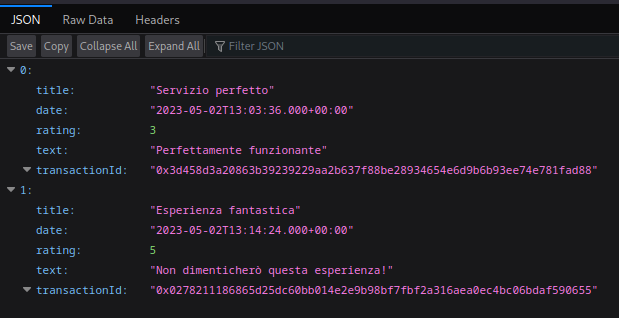 JSON Raw Data Headers
Save Copy Collapse All Expand All Filter JSON
0:
title: "Servizio perfetto"
date: "2023-05-02T13:03:36.000+00:00"
rating: 3
text: "Perfettamente funzionante"
transactionId: "0x3d458d3a20863b39239229aa2b637f88be28934654e6d9b6b93ee74e781fad88"
1:
title: "Esperienza fantastica"
date: "2023-05-02T13:14:24.000+00:00"
rating: 5
text: "Non dimenticherò questa esperienza!"
transactionId: "0x0278211186865d25dc60bb014e2e9b98bf7fbf2a316aea0ec4bc06bdaf590655"